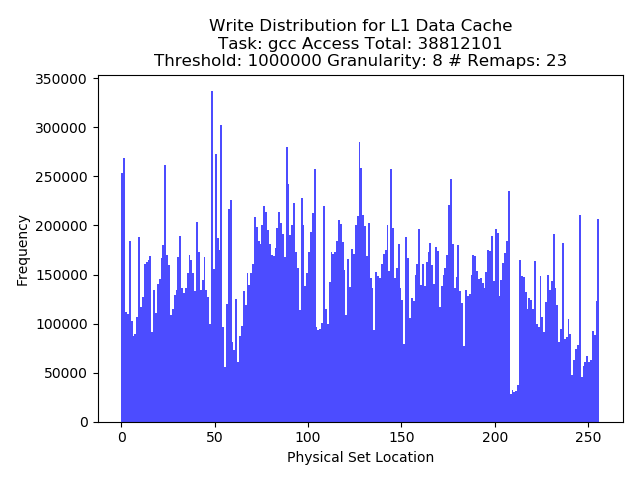 Write Distribution for L1 Data Cache
Task: gcc Access Total: 38812101
Threshold: 1000000 Granularity: 8 # Remaps: 23
350000
300000
250000
200000
150000
100000
50000
0
Frequency
0 50 100 150 200 250
Physical Set Location